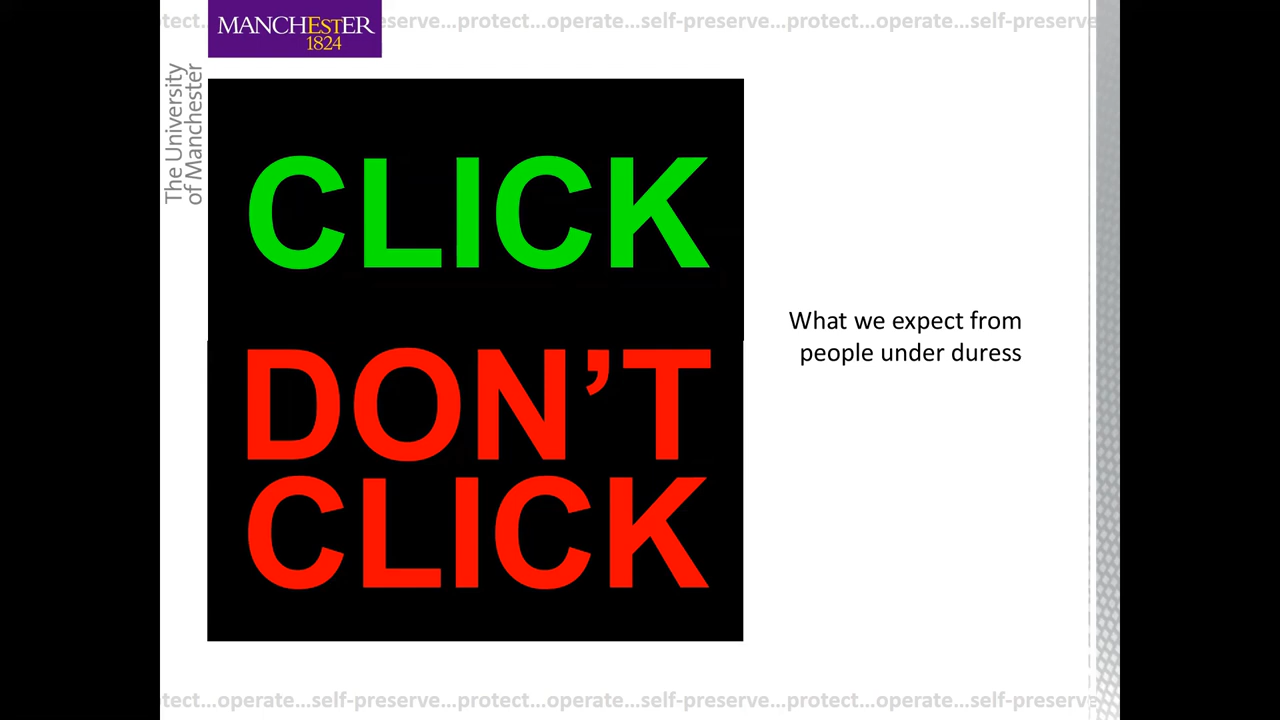 tect...operate...self-preserve...protect...operate...self-preserve...protect...operate...self-preserve
MANCHESTER
1824
The University
of Manchester
CLICK
DON’T
CLICK
What we expect from
people under duress
tect...operate...self-preserve...protect...operate...self-preserve...protect...operate...self-preserve